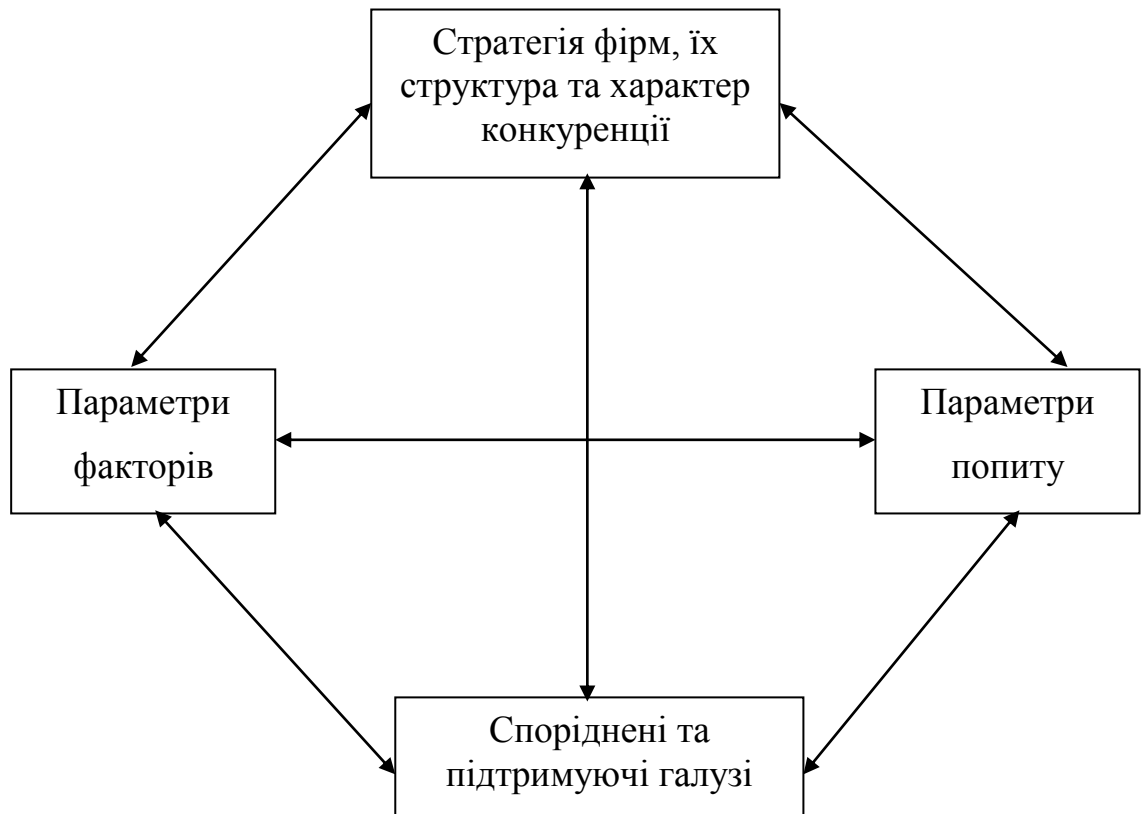 Стратегія фірм, їх
структура та характер
конкуренції
Параметри
факторів
Параметри
попиту
Споріднені та
підтримуючі галузі